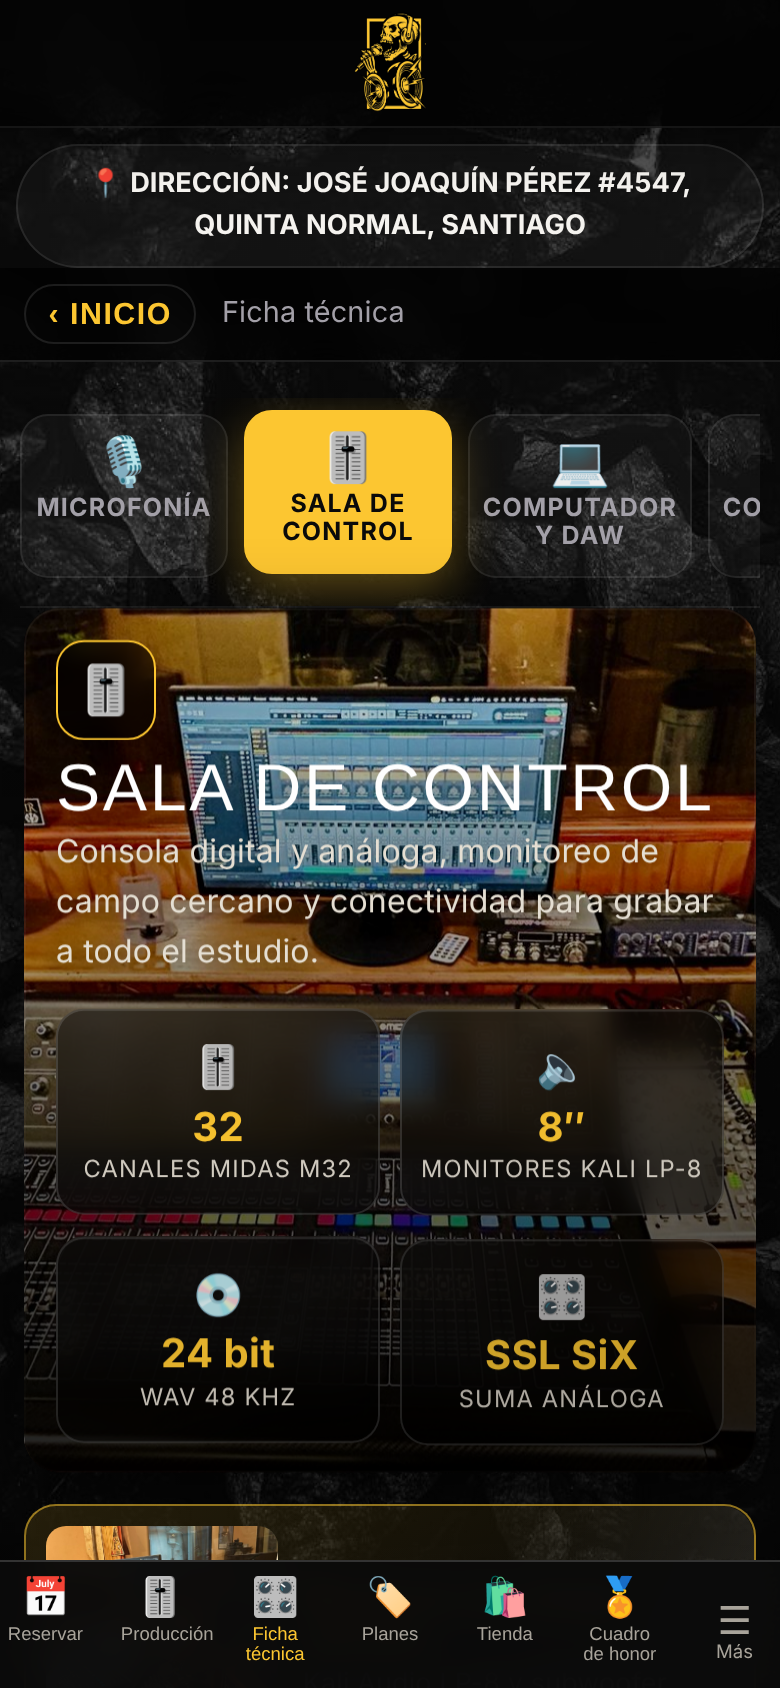 📍 DIRECCIÓN: JOSÉ JOAQUÍN PÉREZ #4547,
QUINTA NORMAL, SANTIAGO
‹ INICIO Ficha técnica
MICROFONÍA
SALA DE
CONTROL
COMPUTADOR
Y DAW
CO
SALA DE CONTROL
Consola digital y análoga, monitoreo de
campo cercano y conectividad para grabar
a todo el estudio.
32
CANALES MIDAS M32
8″
MONITORES KALI LP-8
24 bit
WAV 48 KHZ
SSL SiX
SUMA ANÁLOGA
July
17
Reservar
Producción
Ficha
técnica
Planes
Tienda
Cuadro
de honor
Más